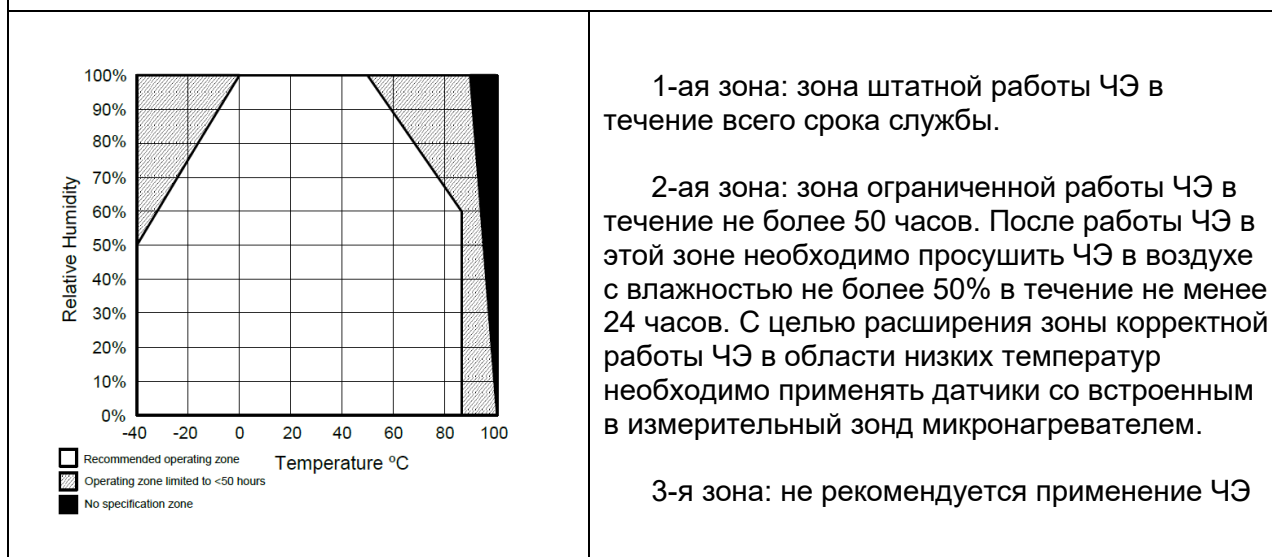 100%
90%
80%
70%
60%
50%
40%
30%
20%
10%
0%
Relative Humidity
-40 -20 0 20 40 60 80 100
Temperature ºC
Recommended operating zone
Operating zone limited to <50 hours
No specification zone
1-ая зона: зона штатной работы ЧЭ в
течение всего срока службы.
2-ая зона: зона ограниченной работы ЧЭ в
течение не более 50 часов. После работы ЧЭ в
этой зоне необходимо просушить ЧЭ в воздухе
с влажностью не более 50% в течение не менее
24 часов. С целью расширения зоны корректной
работы ЧЭ в области низких температур
необходимо применять датчики со встроенным
в измерительный зонд микронагревателем.
3-я зона: не рекомендуется применение ЧЭ